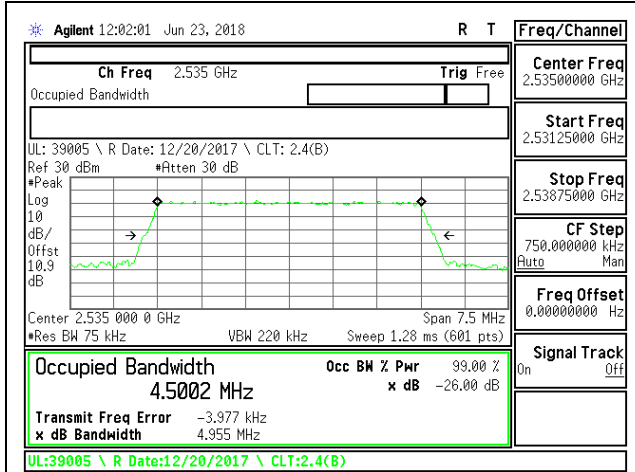 Agilent 12:02:01 Jun 23, 2018 R T
Freq/Channel
Ch Freq 2.535 GHz Trig Free
Occupied Bandwidth
Center Freq
2.53500000 GHz
Start Freq
2.53125000 GHz
Stop Freq
2.53875000 GHz
CF Step
750.000000 kHz
Auto Man
Freq Offset
0.00000000 Hz
Signal Track
On Off
UL: 39005 \ R Date: 12/20/2017 \ CLT: 2.4(B)
Ref 30 dBm #Atten 30 dB
#Peak
Log
10
dB/
Offst
10.9
dB
Center 2.535 000 0 GHz Span 7.5 MHz
#Res BW 75 kHz VBW 220 kHz Sweep 1.28 ms (601 pts)
Occupied Bandwidth Occ BW % Pwr 99.00 %
4.5002 MHz x dB -26.00 dB
Transmit Freq Error -3.977 kHz
x dB Bandwidth 4.955 MHz
UL:39005 \ R Date:12/20/2017 \ CLT:2.4(B)